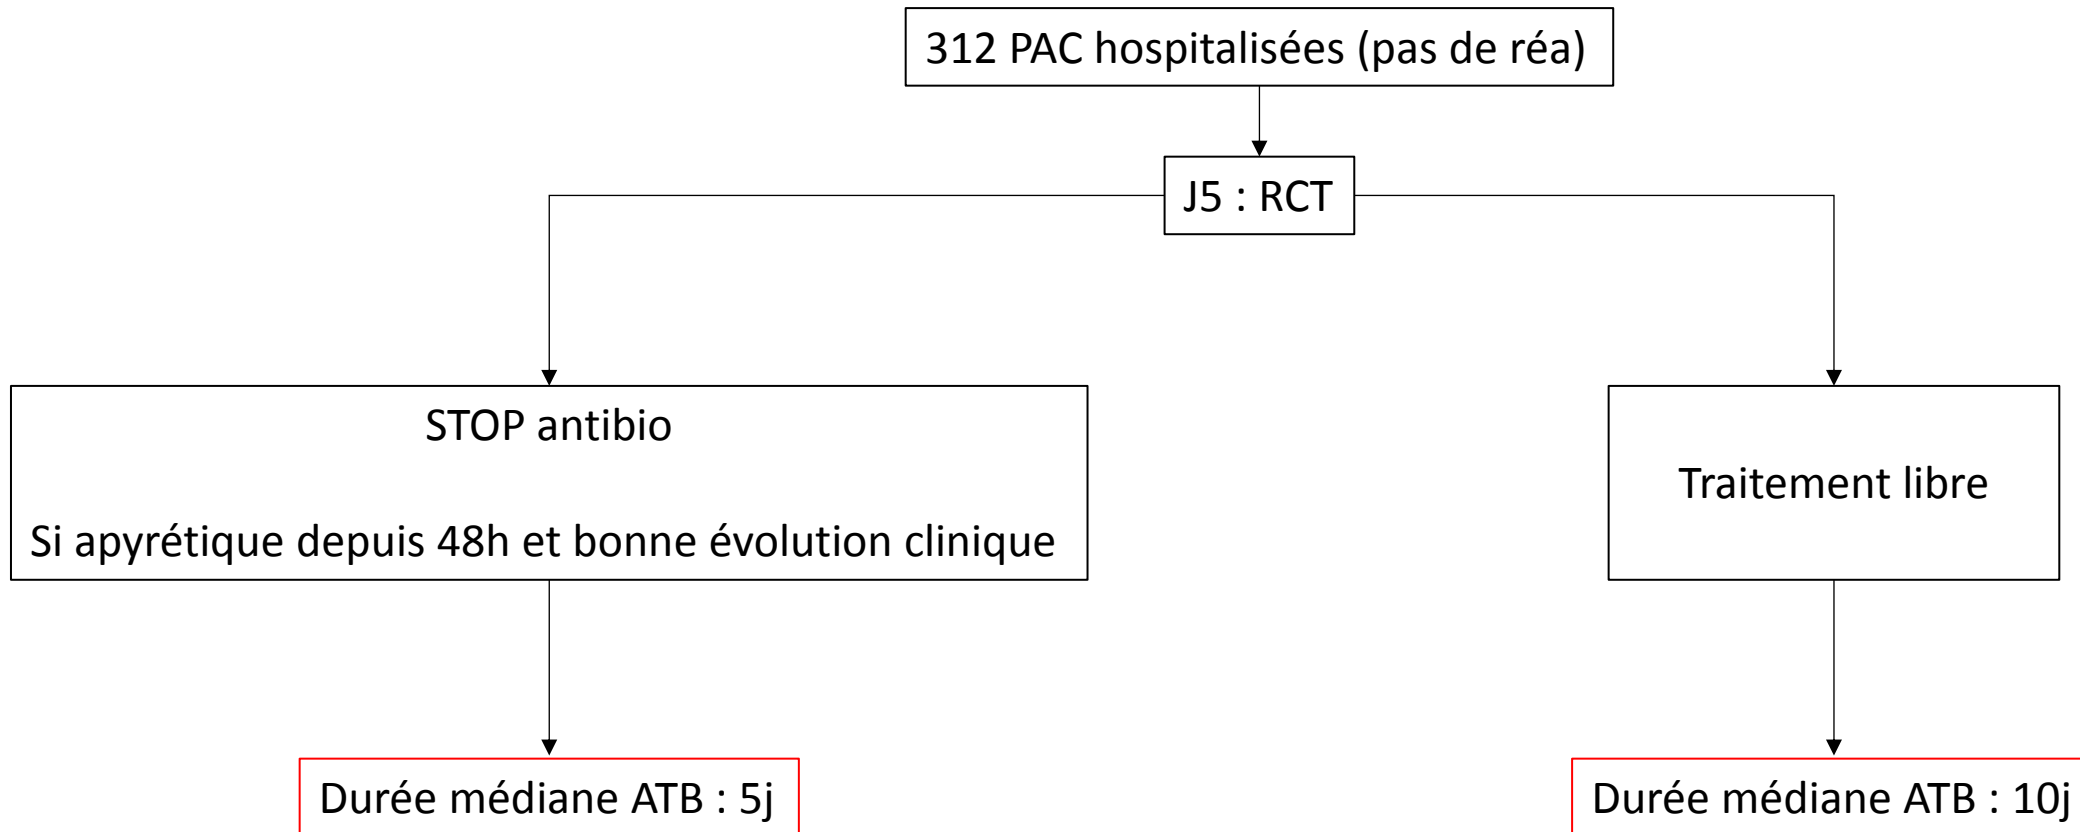 312 PAC hospitalisées (pas de réa)
J5 : RCT
STOP antibio
Si apyrétique depuis 48h et bonne évolution clinique
Traitement libre
Durée médiane ATB : 5j
Durée médiane ATB : 10j